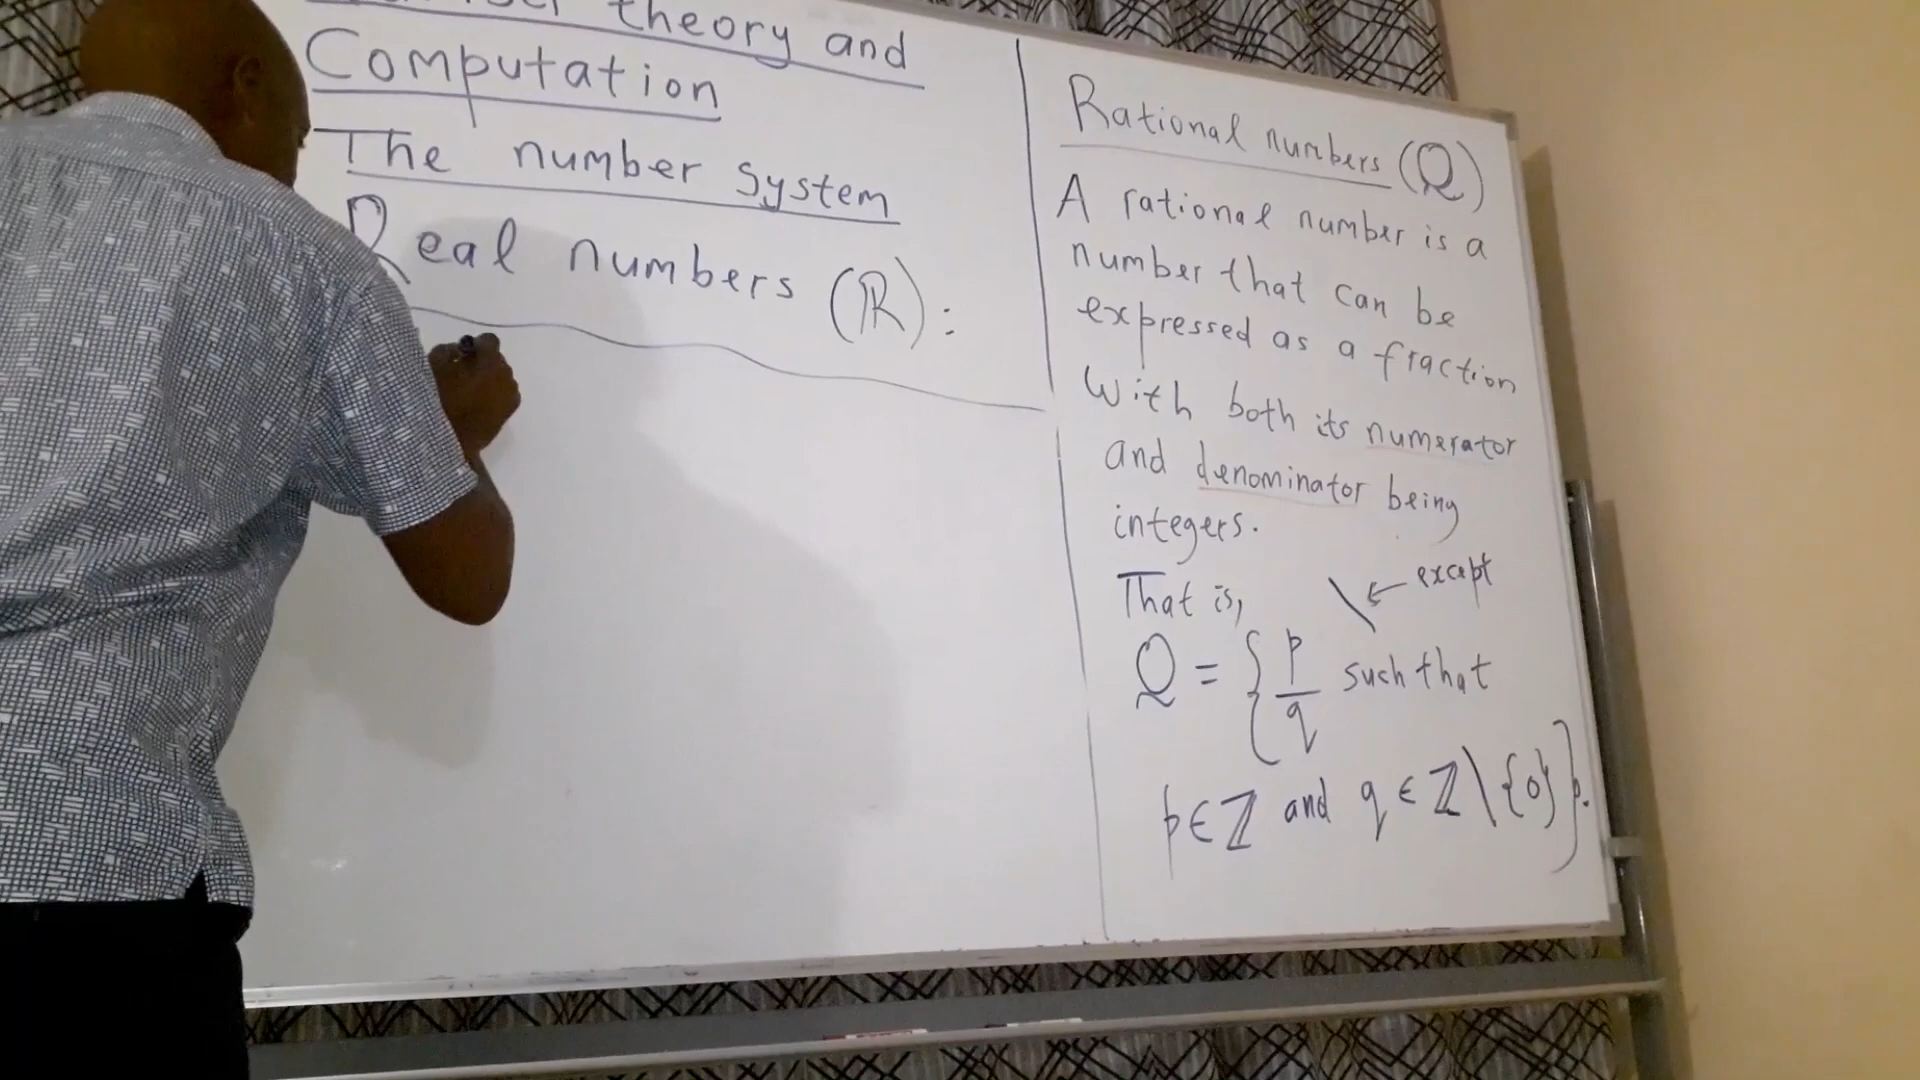 theory and
Computation
The number system
Real numbers (ℝ):
Rational numbers (ℚ)
A rational number is a
number that can be
expressed as a fraction
with both its numerator
and denominator being
integers.
That is,
\ ← except
ℚ = { p/q such that
p ∈ ℤ and q ∈ ℤ \ {0} }.